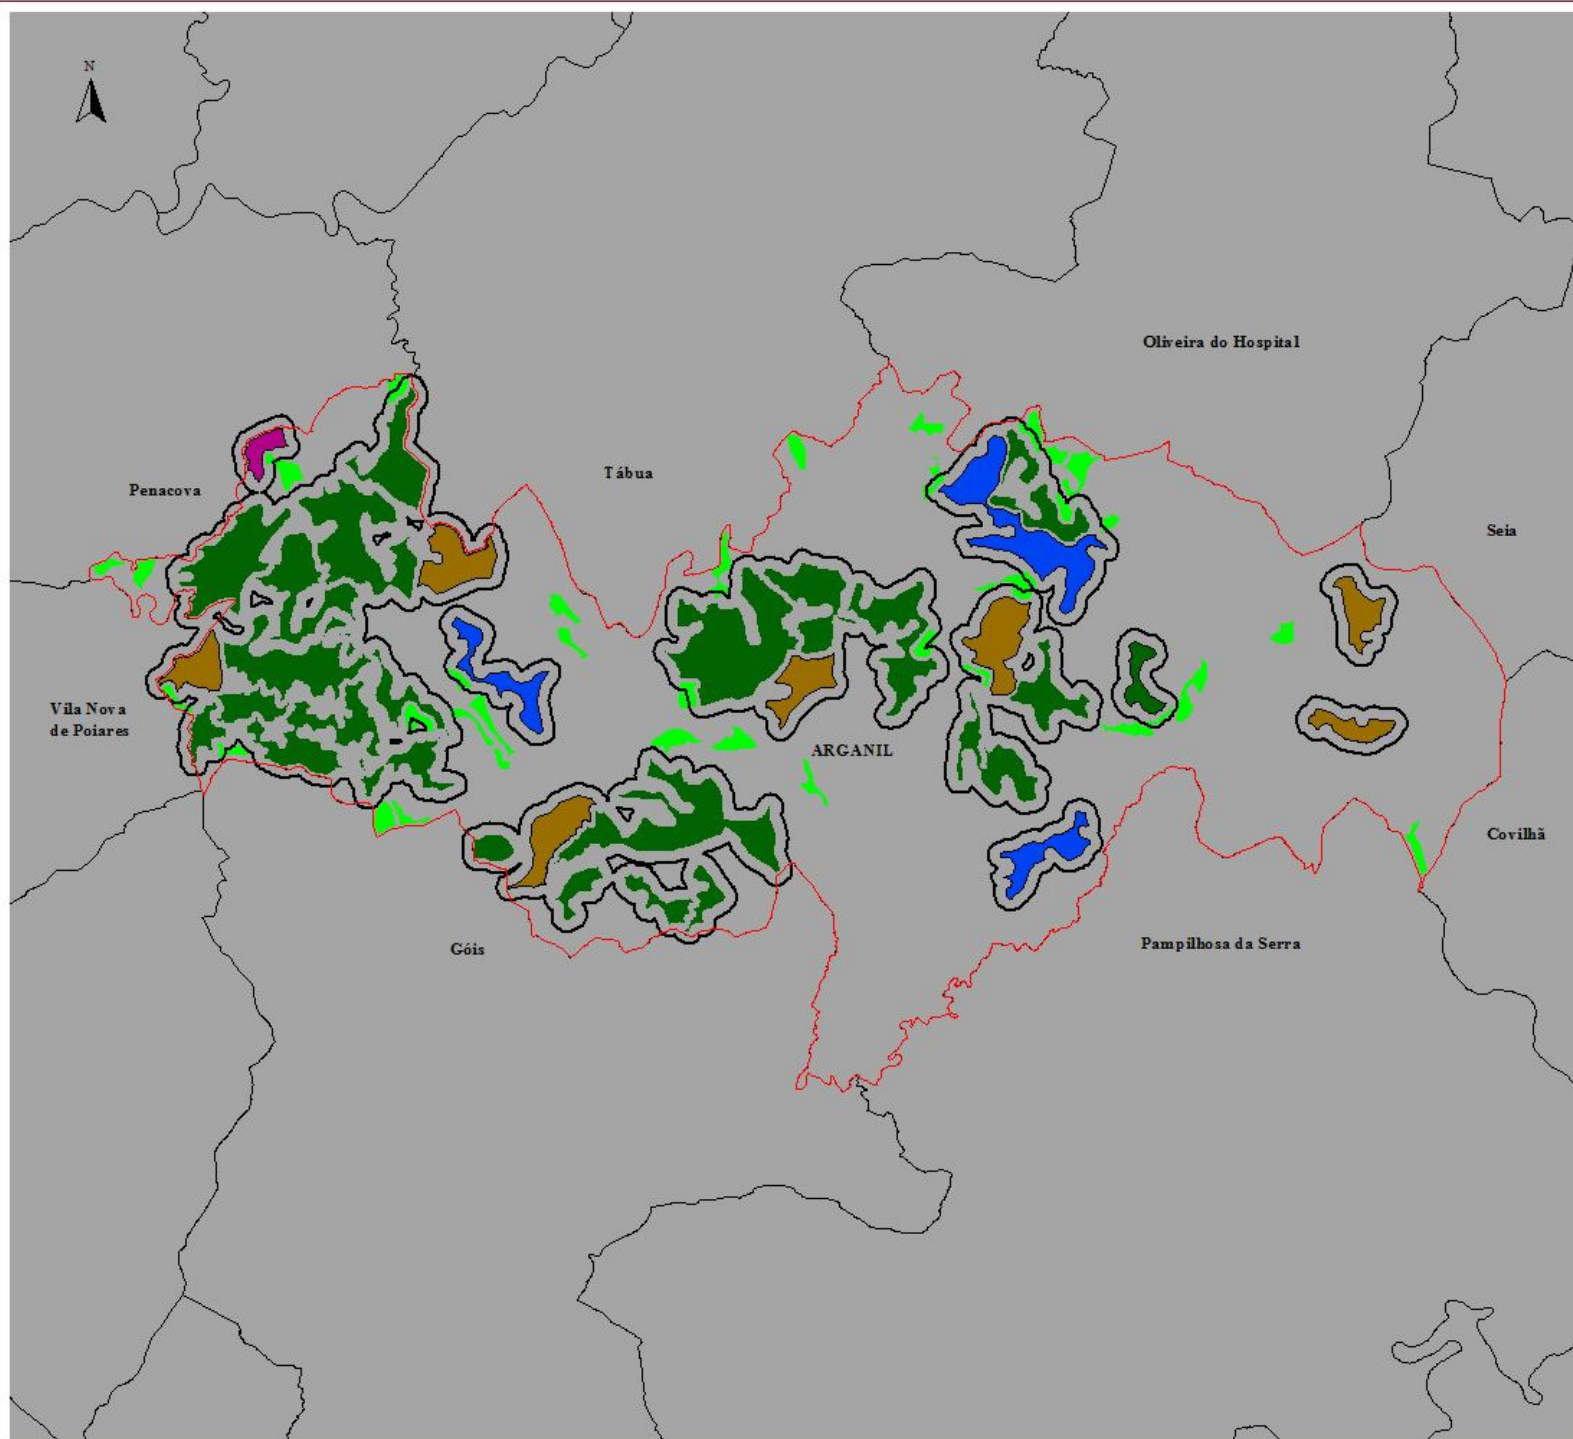 N
Oliveira do Hospital
Tábua
Penacova
Seia
Vila Nova
de Poiares
ARGANIL
Covilhã
Góis
Pampilhosa da Serra